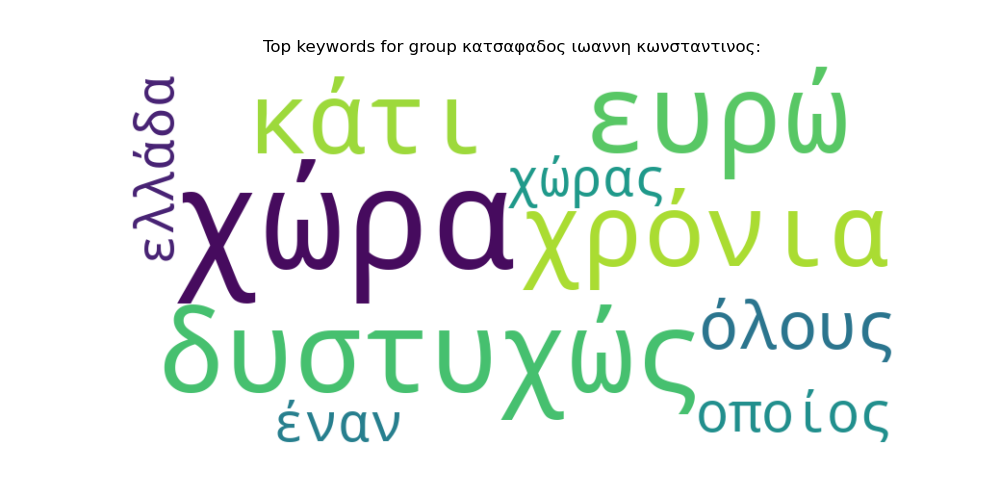 Top keywords for group κατσαφαδος ιωαννη κωνσταντινος:
ελλάδα
κάτι
ευρώ
χώρα
χώρας
χρόνια
δυστυχώς
όλους
έναν
οποίος